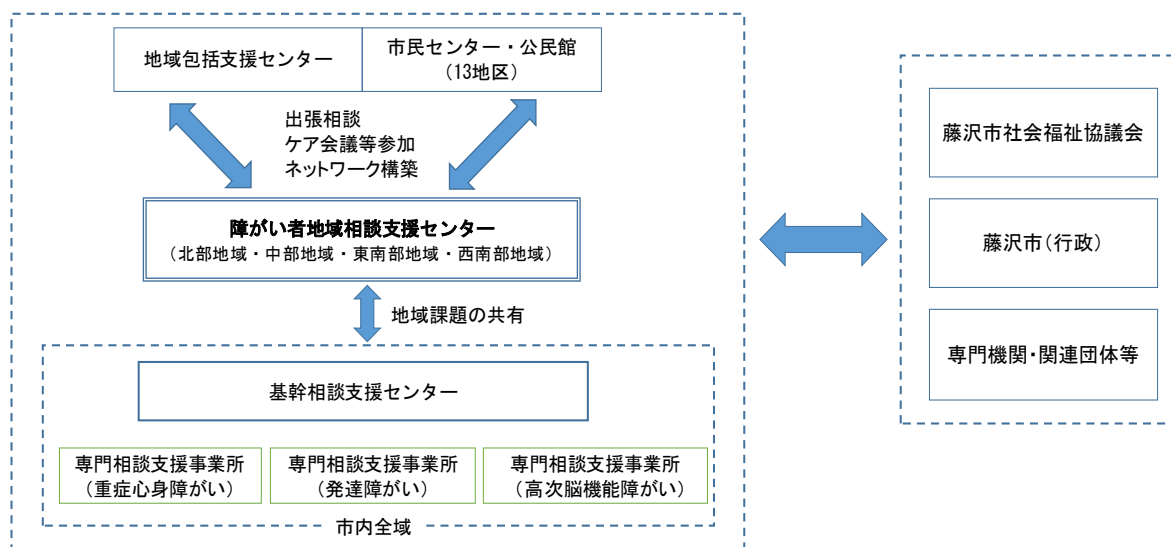 地域包括支援センター
市民センター・公民館
（13地区）
出張相談
ケア会議等参加
ネットワーク構築
障がい者地域相談支援センター
（北部地域・中部地域・東南部地域・西南部地域）
地域課題の共有
基幹相談支援センター
専門相談支援事業所
（重症心身障がい）
専門相談支援事業所
（発達障がい）
専門相談支援事業所
（高次脳機能障がい）
市内全域
藤沢市社会福祉協議会
藤沢市（行政）
専門機関・関連団体等